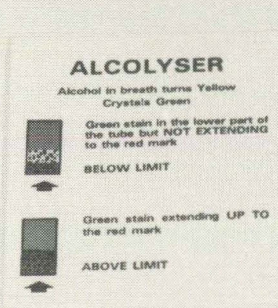 ALCOLYSER
Alcohol in breath turns Yellow
Crystals Green
Green stain in the lower part of
the tube but NOT EXTENDING
to the red mark
BELOW LIMIT
Green stain extending UP TO
the red mark
ABOVE LIMIT